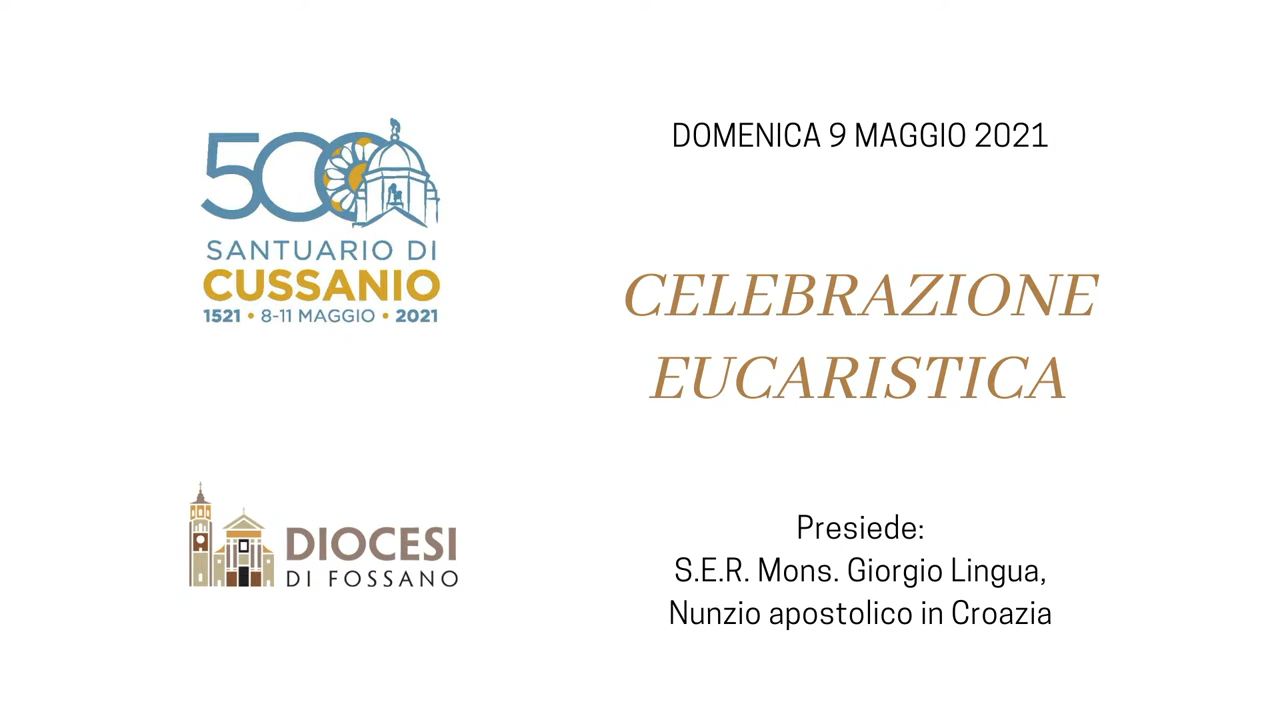 500
SANTUARIO DI
CUSSANIO
1521 • 8-11 MAGGIO • 2021
DIOCESI
DI FOSSANO
DOMENICA 9 MAGGIO 2021
CELEBRAZIONE
EUCARISTICA
Presiede:
S.E.R. Mons. Giorgio Lingua,
Nunzio apostolico in Croazia